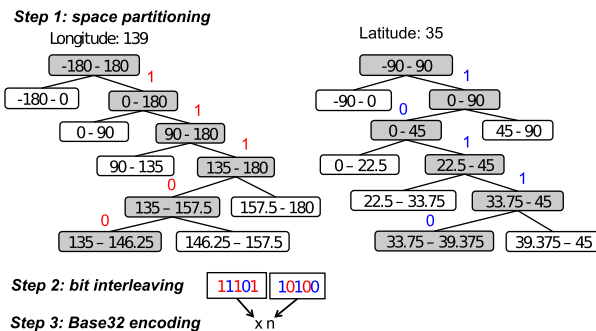 Step 1: space partitioning
Longitude: 139
Latitude: 35
-180 - 180
-90 - 90
1
1
-180 - 0
0 - 180
-90 - 0
0 - 90
1
0
0 - 90
90 - 180
0 - 45
45 - 90
1
1
90 - 135
135 - 180
0 – 22.5
22.5 - 45
0
1
135 – 157.5
157.5 - 180
22.5 – 33.75
33.75 - 45
0
0
135 – 146.25
146.25 – 157.5
33.75 – 39.375
39.375 – 45
Step 2: bit interleaving
11101
10100
Step 3: Base32 encoding
x n